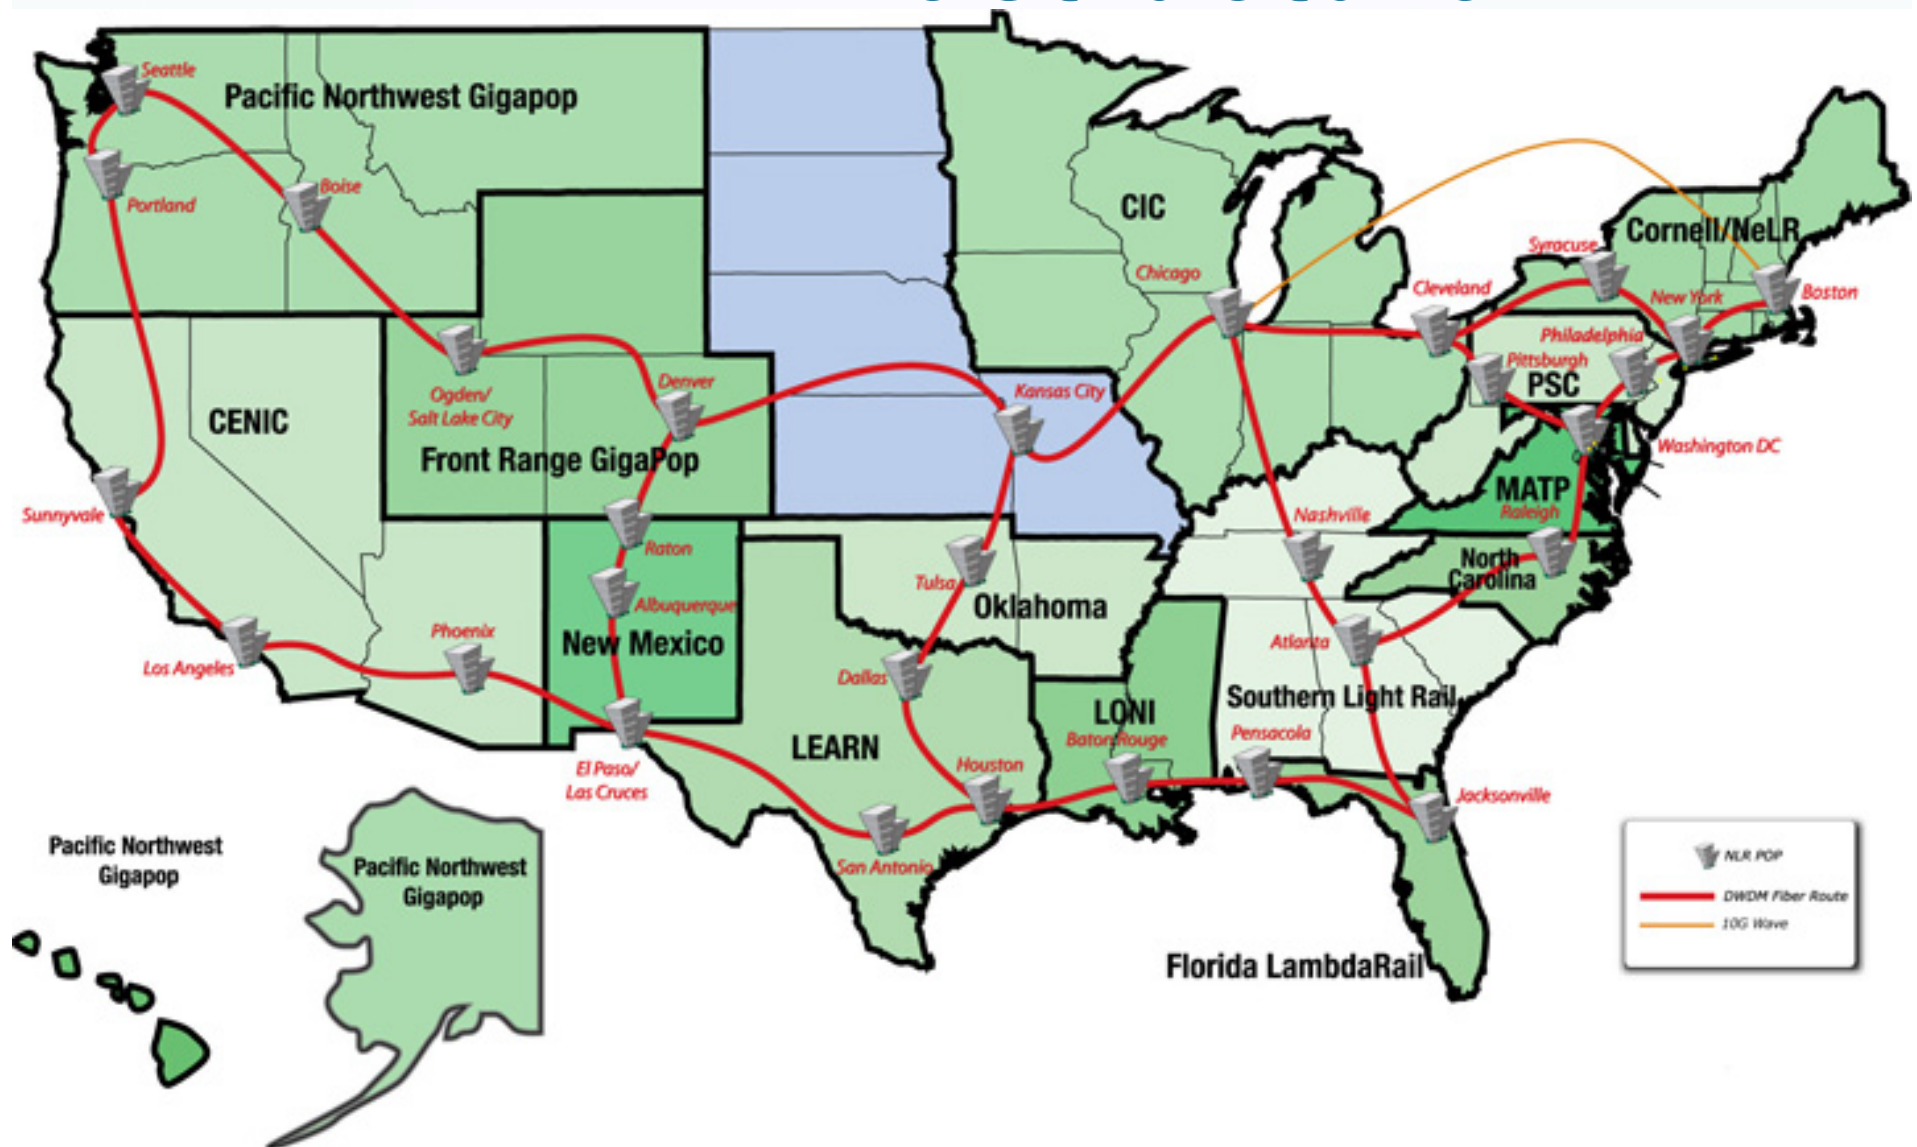 Seattle
Pacific Northwest Gigapop
Boise
Portland
CIC
Cornell/NeLR
Syracuse
Chicago
Cleveland
New York
Boston
Philadelphia
Pittsburgh
PSC
Ogden/
Salt Lake City
Denver
Kansas City
CENIC
Front Range GigaPop
Washington DC
MATP
Raleigh
Sunnyvale
Nashville
Raton
North
Carolina
Tulsa
Oklahoma
Albuquerque
New Mexico
Phoenix
Los Angeles
Atlanta
Dallas
Southern Light Rail
LONI
Baton Rouge
Pensacola
LEARN
Houston
El Paso/
Las Cruces
Jacksonville
San Antonio
Pacific Northwest
Gigapop
Pacific Northwest
Gigapop
Florida LambdaRail
NLR POP
DWDM Fiber Route
10G Wave